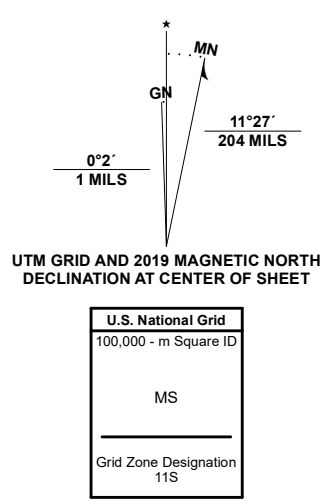 ★
MN
GN
11°27´
204 MILS
0°2´
1 MILS
UTM GRID AND 2019 MAGNETIC NORTH
DECLINATION AT CENTER OF SHEET
U.S. National Grid
100,000 - m Square ID
MS
Grid Zone Designation
11S